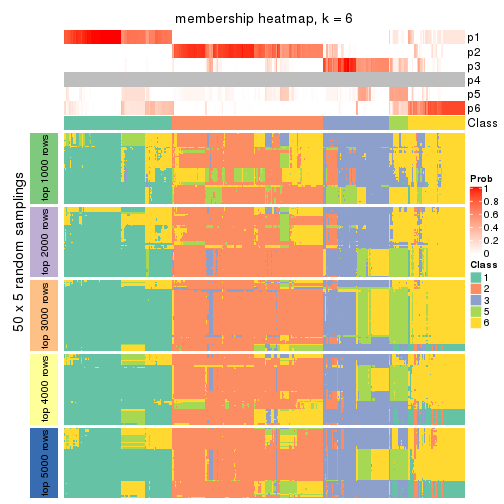 membership heatmap, k = 6
p1
p2
p3
p4
p5
p6
Class
50 x 5 random samplings
top 1000 rows
top 2000 rows
top 3000 rows
top 4000 rows
top 5000 rows
Prob
1
0.8
0.6
0.4
0.2
0
Class
1
2
3
5
6